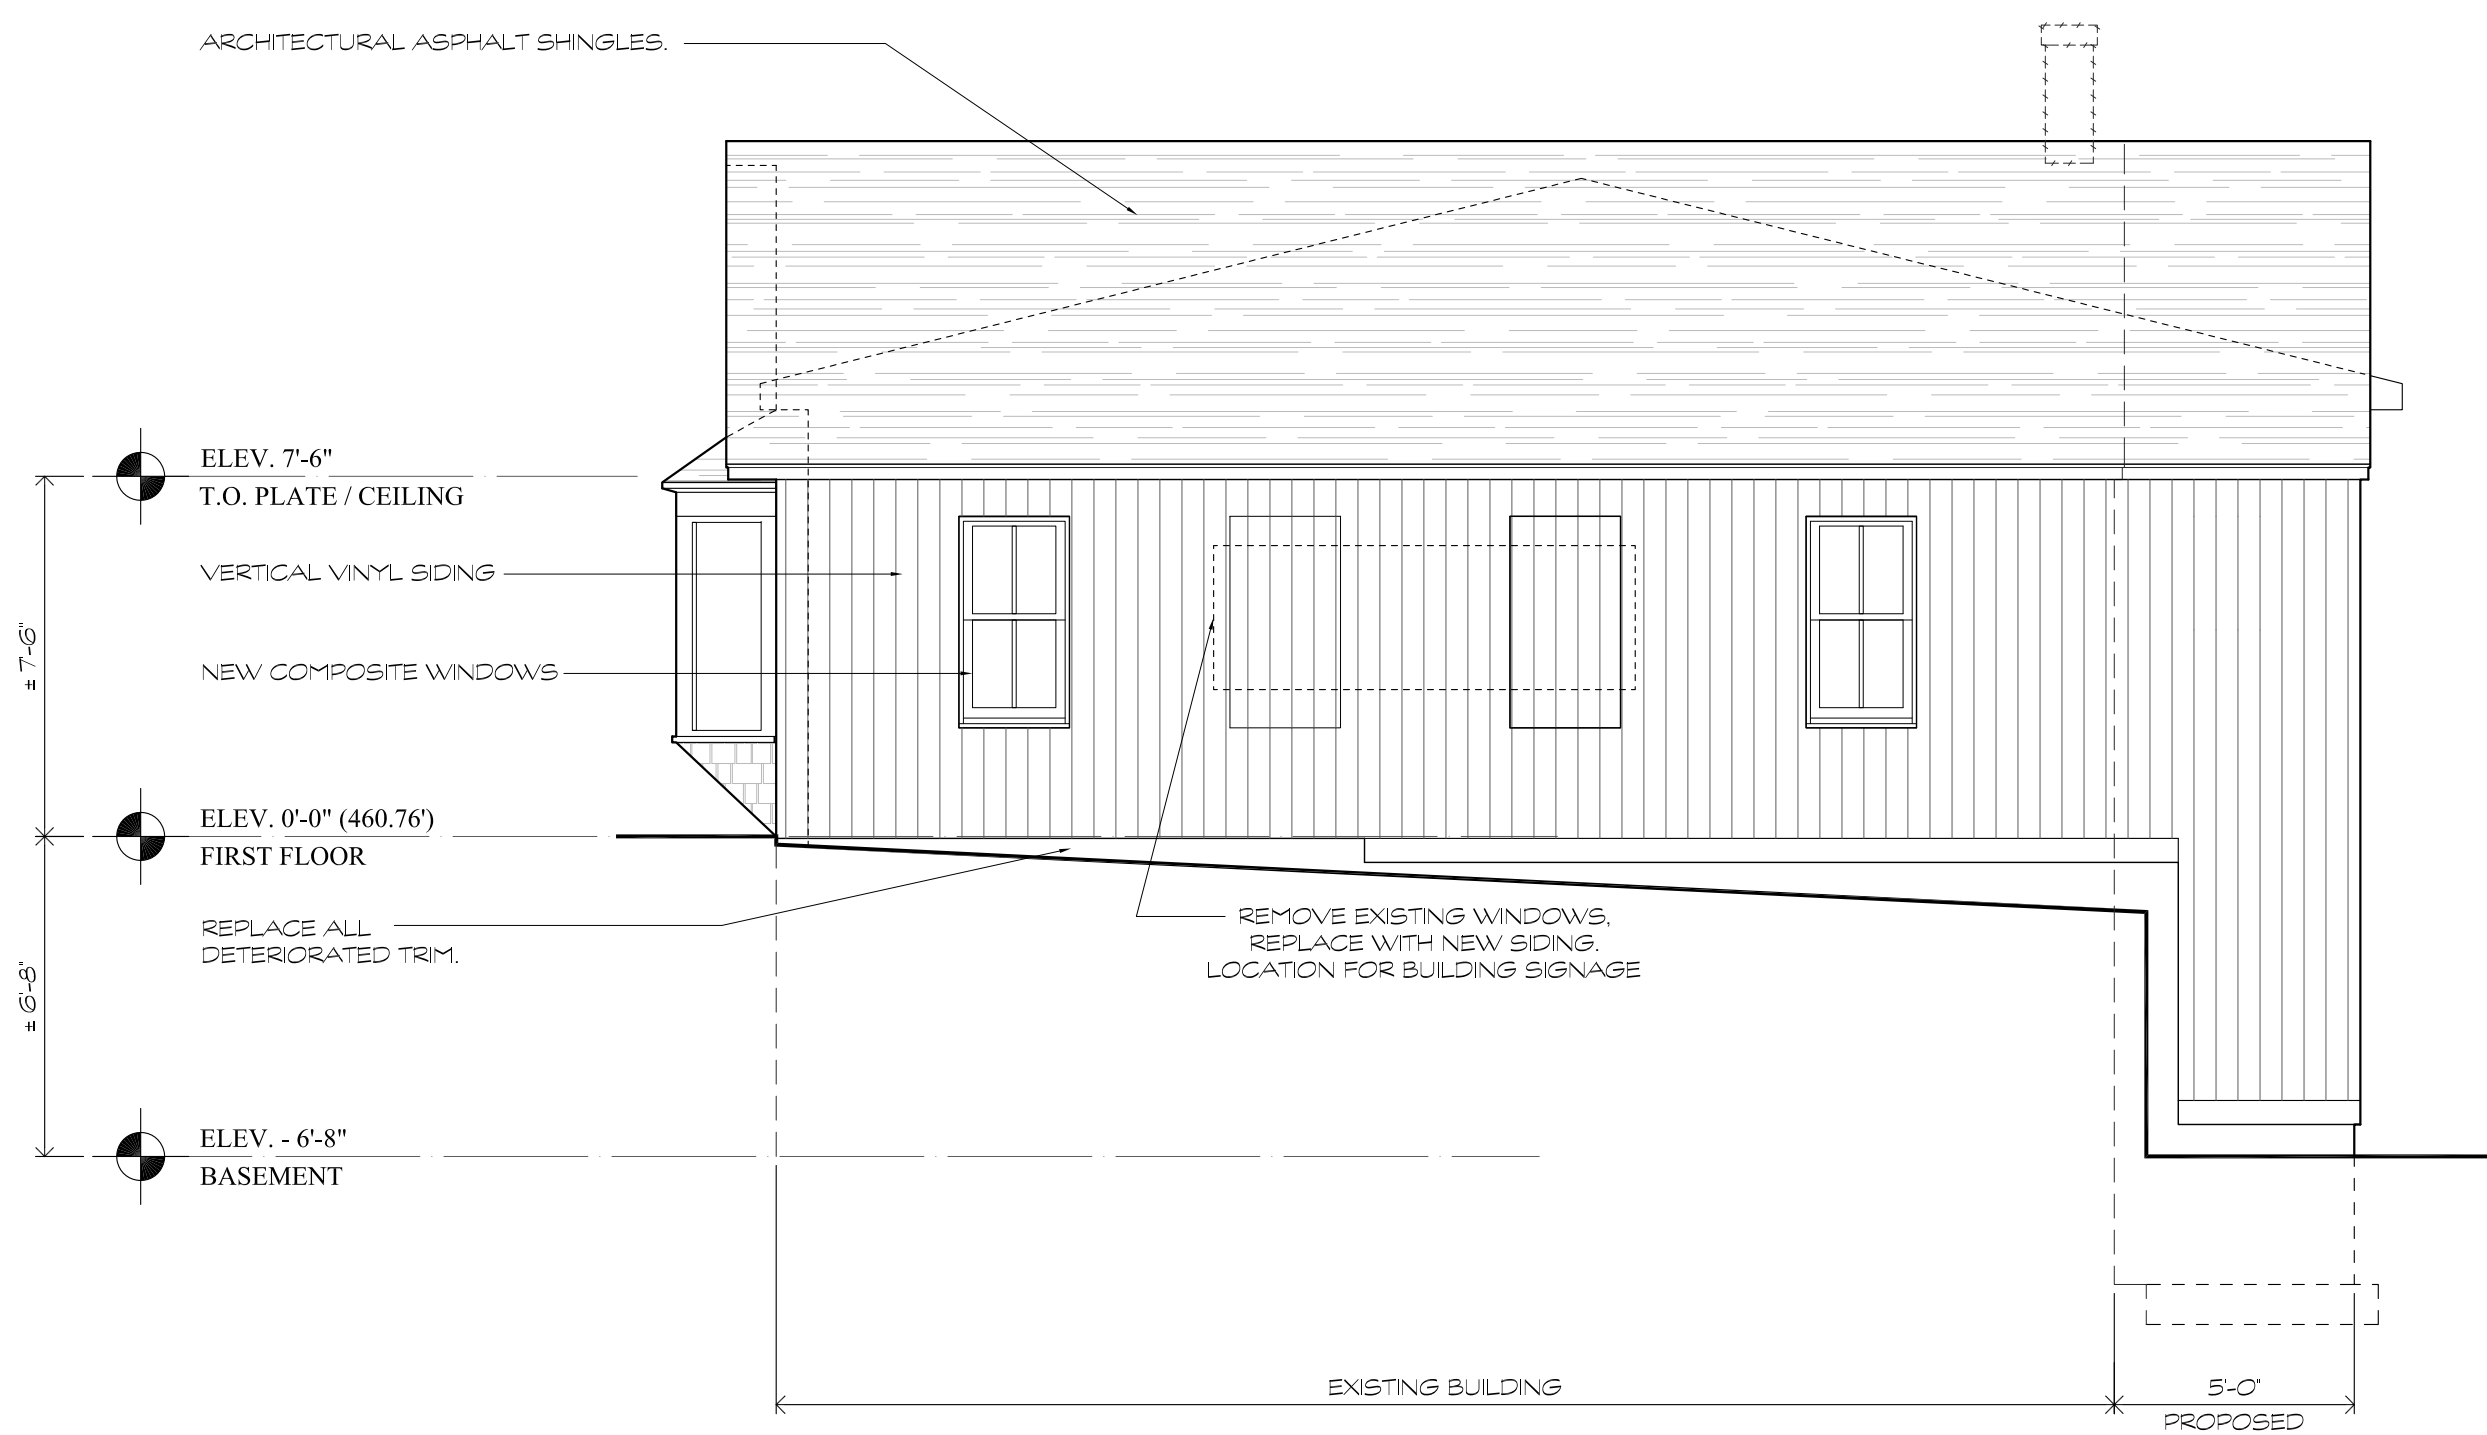 ARCHITECTURAL ASPHALT SHINGLES.
ELEV. 7'-6"
T.O. PLATE / CEILING
VERTICAL VINYL SIDING
± 7'-6"
NEW COMPOSITE WINDOWS
ELEV. 0'-0" (460.76')
FIRST FLOOR
REPLACE ALL
DETERIORATED TRIM.
REMOVE EXISTING WINDOWS,
REPLACE WITH NEW SIDING.
LOCATION FOR BUILDING SIGNAGE
± 6'-8"
ELEV. - 6'-8"
BASEMENT
EXISTING BUILDING
5'-0"
PROPOSED